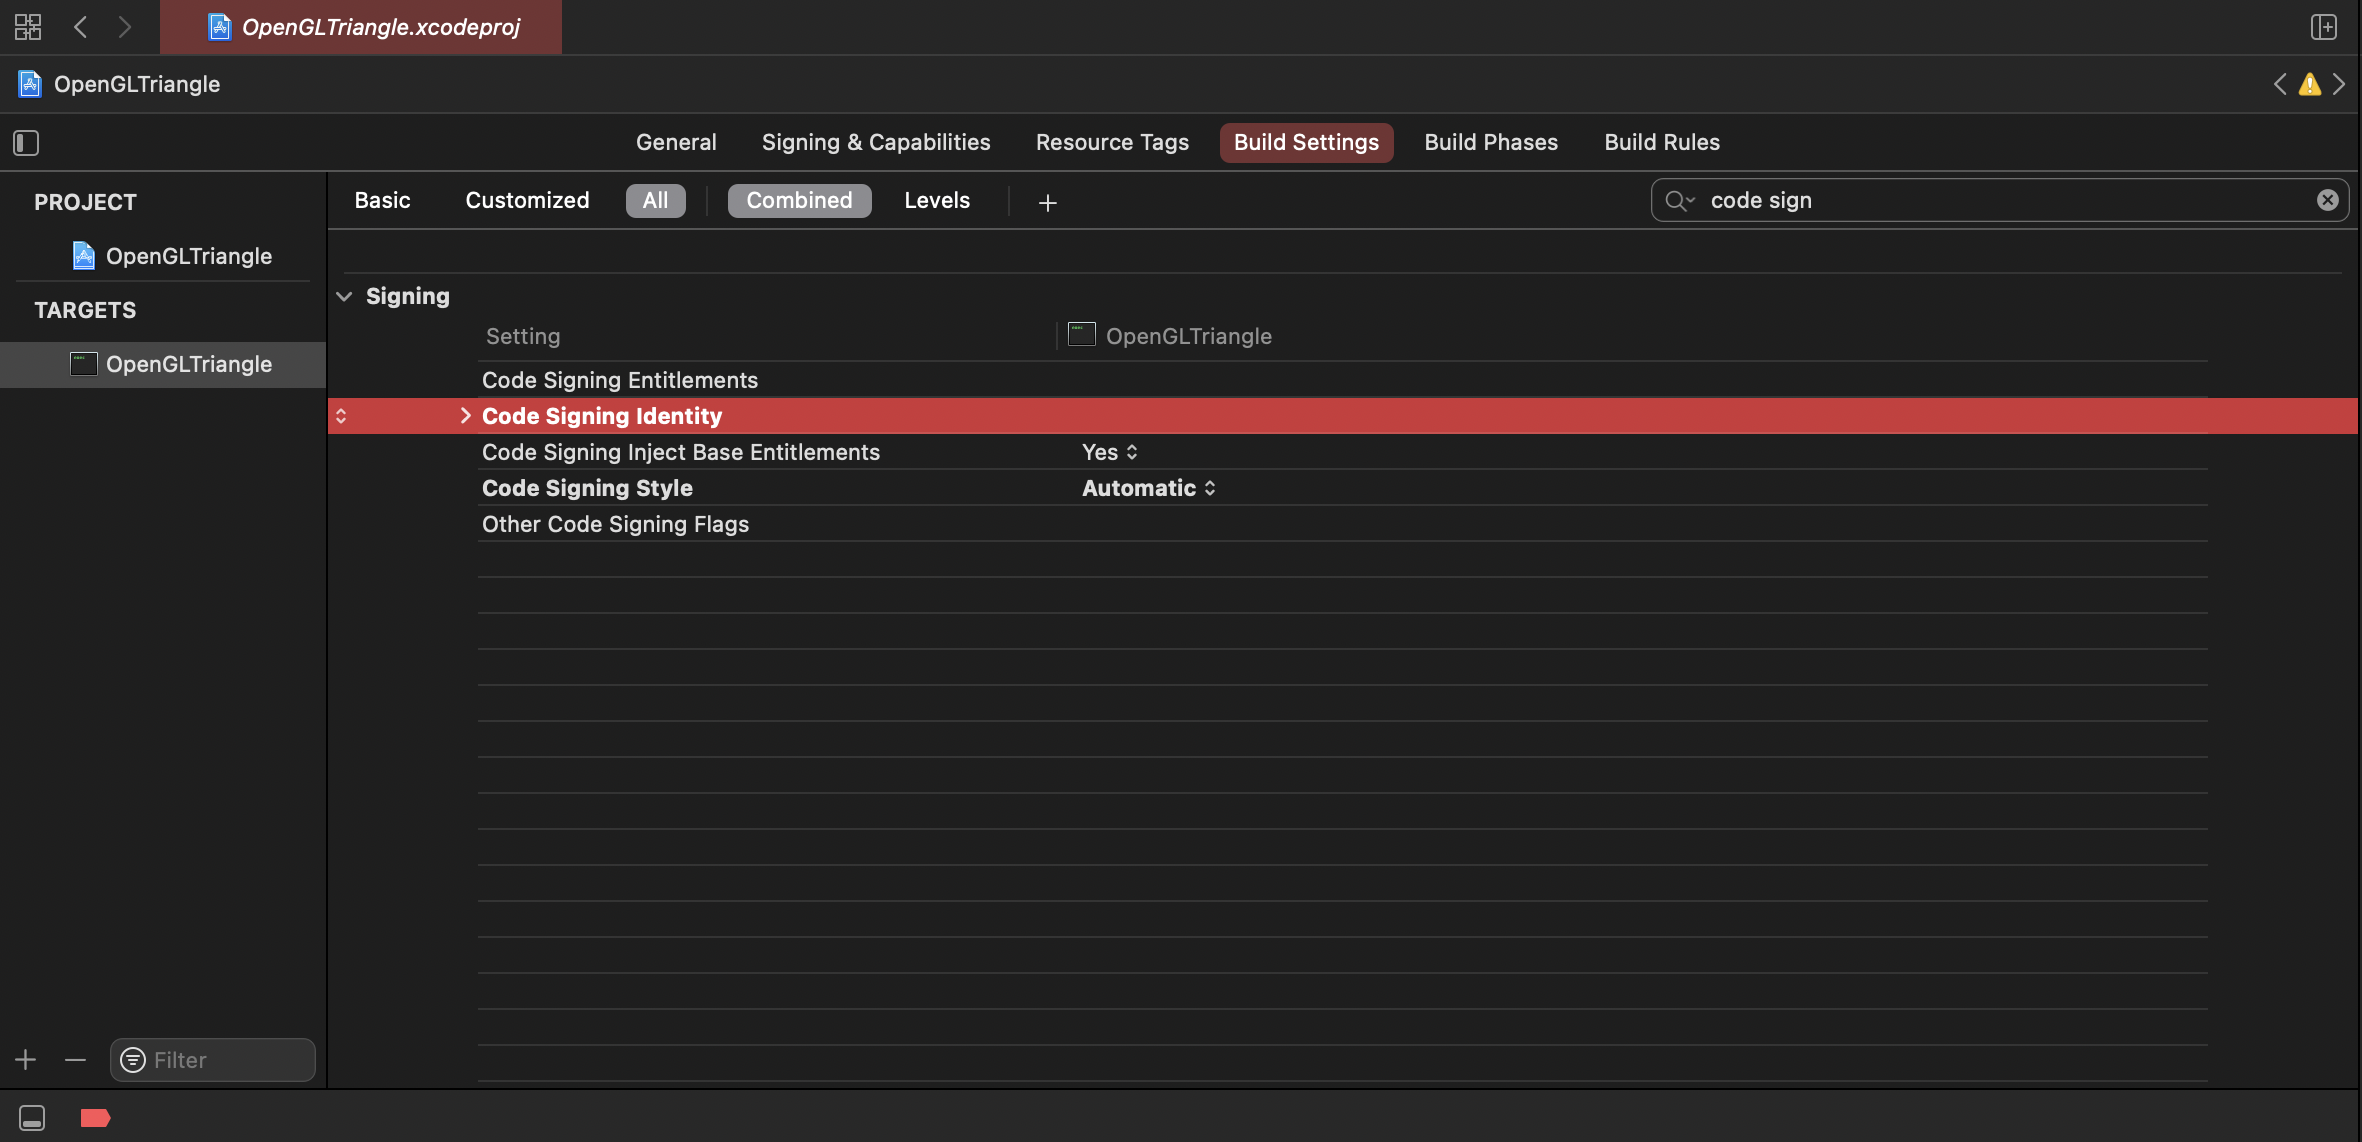 OpenGLTriangle.xcodeproj
OpenGLTriangle
General Signing & Capabilities Resource Tags Build Settings Build Phases Build Rules
PROJECT
OpenGLTriangle
TARGETS
OpenGLTriangle
Basic Customized All Combined Levels + code sign
Signing
Setting OpenGLTriangle
Code Signing Entitlements
Code Signing Identity
Code Signing Inject Base Entitlements Yes
Code Signing Style Automatic
Other Code Signing Flags
Filter